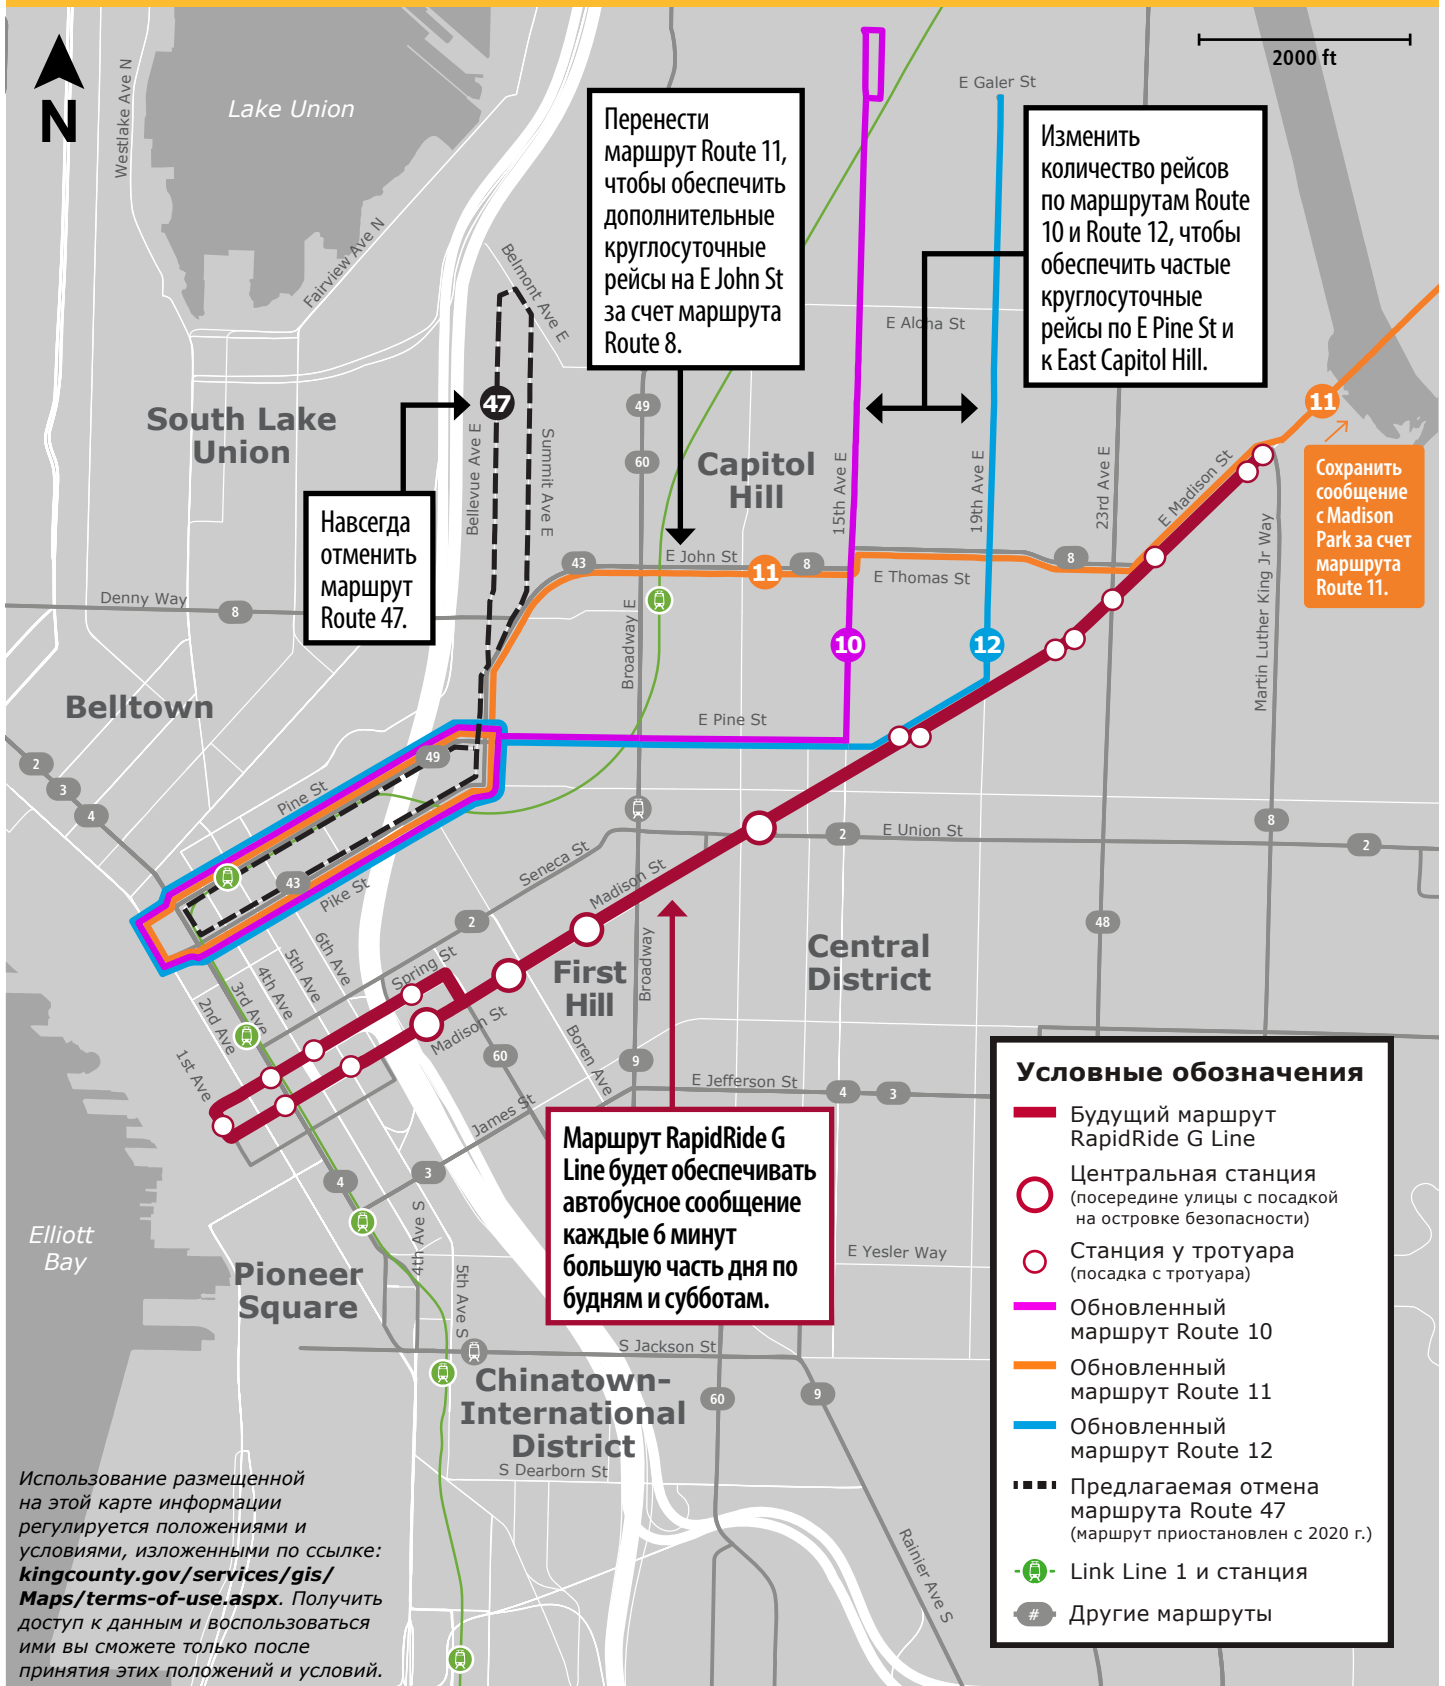 2000 ft
N
Lake Union
Westlake Ave N
Fairview Ave N
Belmont Ave E
E Galer St
Перенести
маршрут Route 11,
чтобы обеспечить
дополнительные
круглосуточные
рейсы на E John St
за счет маршрута
Route 8.
Изменить
количество рейсов
по маршрутам Route
10 и Route 12, чтобы
обеспечить частые
круглосуточные
рейсы по E Pine St и
к East Capitol Hill.
E Aloha St
47
49
60
11
South Lake
Union
Capitol
Hill
Bellevue Ave E
Summit Ave E
15th Ave E
19th Ave E
23rd Ave E
E Madison St
Martin Luther King Jr Way
Сохранить
сообщение
с Madison
Park за счет
маршрута
Route 11.
Навсегда
отменить
маршрут
Route 47.
43
E John St
11
8
E Thomas St
8
Denny Way
8
Broadway E
10
12
Belltown
E Pine St
49
2
3
4
Pine St
43
Pike St
Seneca St
Madison St
2
E Union St
8
2
2
48
Central
District
First
Hill
Broadway
Spring St
Madison St
6th Ave
5th Ave
4th Ave
3rd Ave
2nd Ave
1st Ave
60
Boren Ave
9
E Jefferson St
4
3
James St
3
4
Маршрут RapidRide G
Line будет обеспечивать
автобусное сообщение
каждые 6 минут
большую часть дня по
будням и субботам.
Elliott
Bay
Pioneer
Square
4th Ave S
5th Ave S
E Yesler Way
S Jackson St
Chinatown-
International
District
60
9
S Dearborn St
Rainier Ave S
Условные обозначения
Будущий маршрут
RapidRide G Line
Центральная станция
(посередине улицы с посадкой
на островке безопасности)
Станция у тротуара
(посадка с тротуара)
Обновленный
маршрут Route 10
Обновленный
маршрут Route 11
Обновленный
маршрут Route 12
Предлагаемая отмена
маршрута Route 47
(маршрут приостановлен с 2020 г.)
Link Line 1 и станция
# Другие маршруты
Использование размещенной
на этой карте информации
регулируется положениями и
условиями, изложенными по ссылке:
kingcounty.gov/services/gis/
Maps/terms-of-use.aspx. Получить
доступ к данным и воспользоваться
ими вы сможете только после
принятия этих положений и условий.